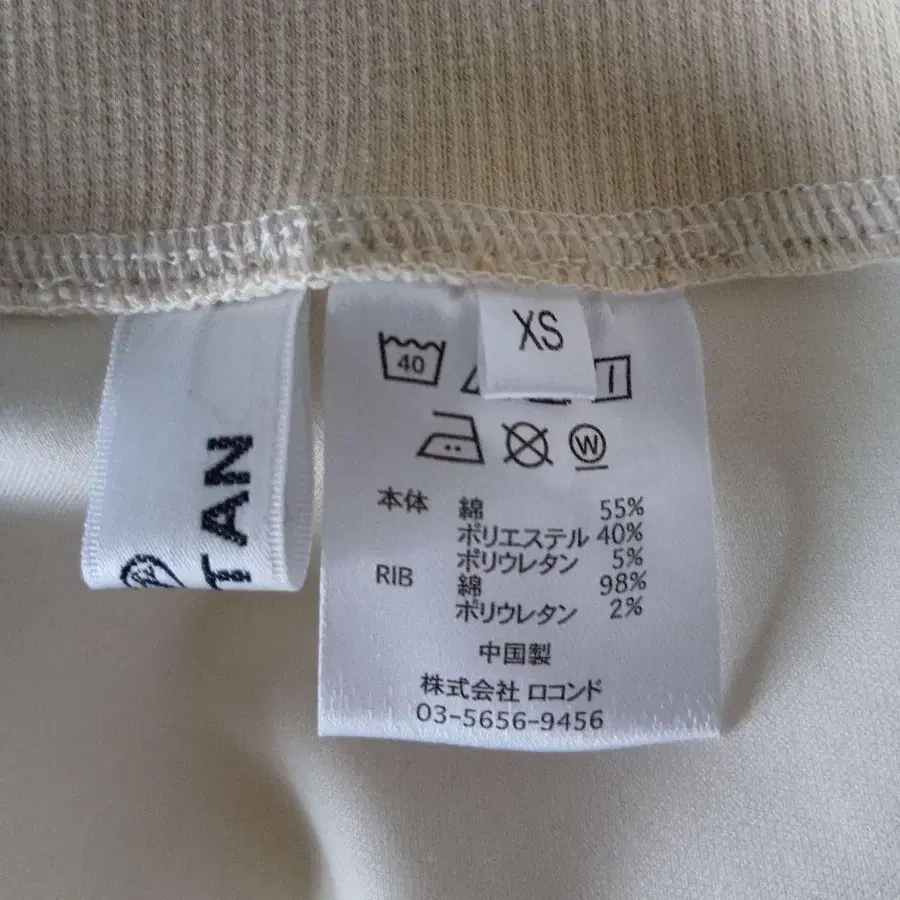 XS
40
W
本体 綿 55%
ポリエステル 40%
ポリウレタン 5%
RIB 綿 98%
ポリウレタン 2%
中国製
株式会社 ロコンド
03-5656-9456
TAN